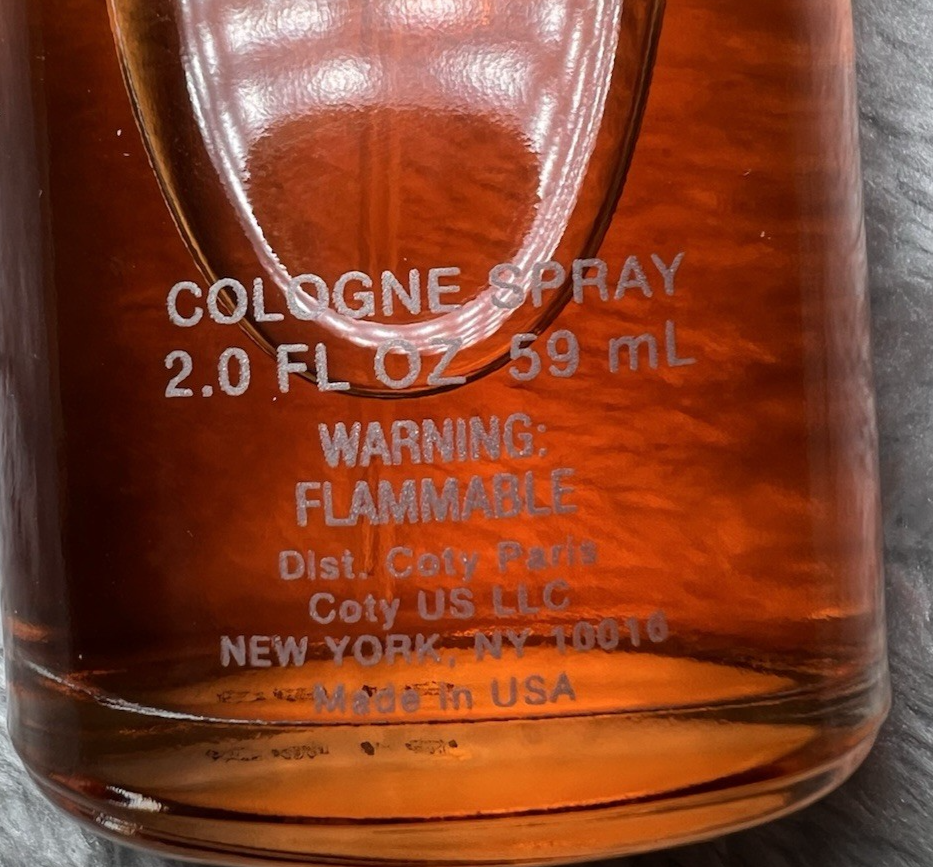 COLOGNE SPRAY
2.0 FL OZ 59 mL
WARNING:
FLAMMABLE
Dist. Coty Paris
Coty US LLC
NEW YORK, NY 10016
Made in USA